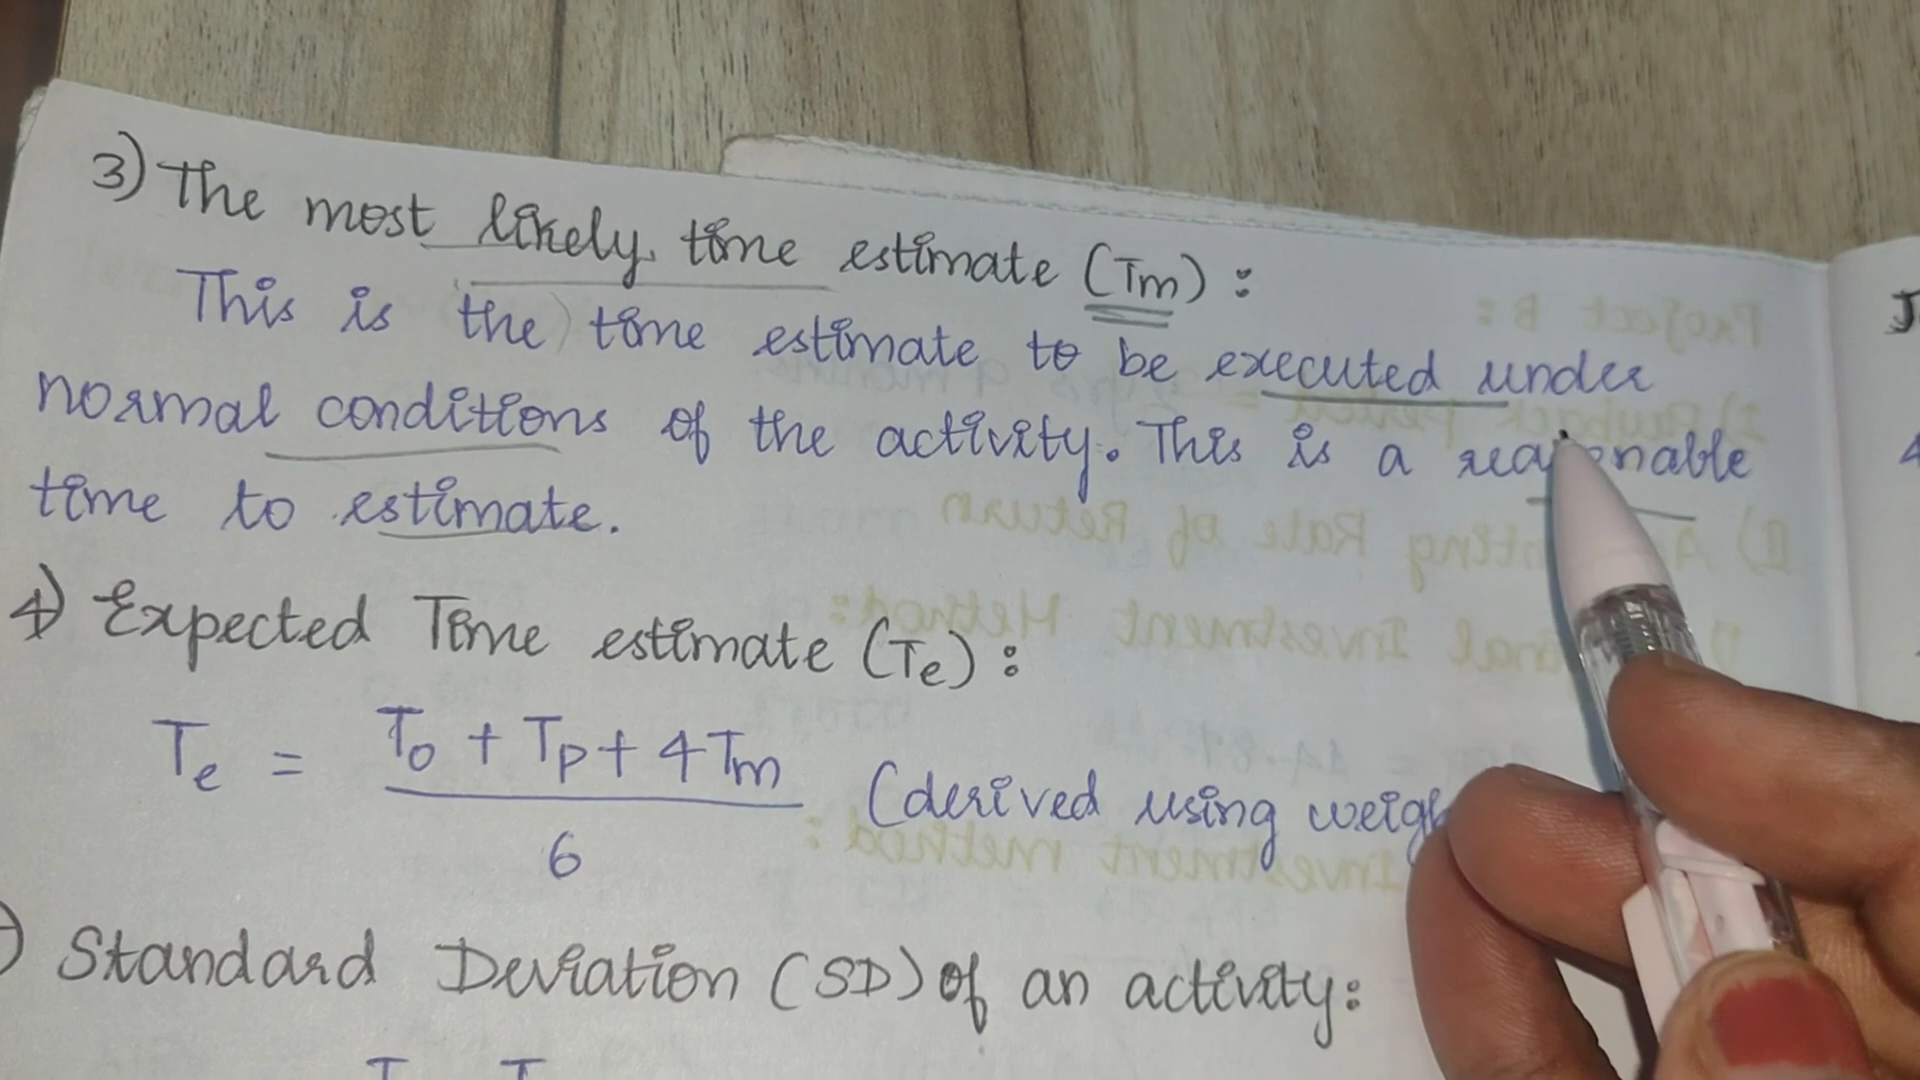 3) The most likely time estimate (Tm) :
This is the time estimate to be executed under
normal conditions of the activity. This is a
time to estimate.
4) Expected Time estimate (Te) :
Te = To + Tp + 4Tm / 6 (derived using
Standard Deviation (SD) of an activity: